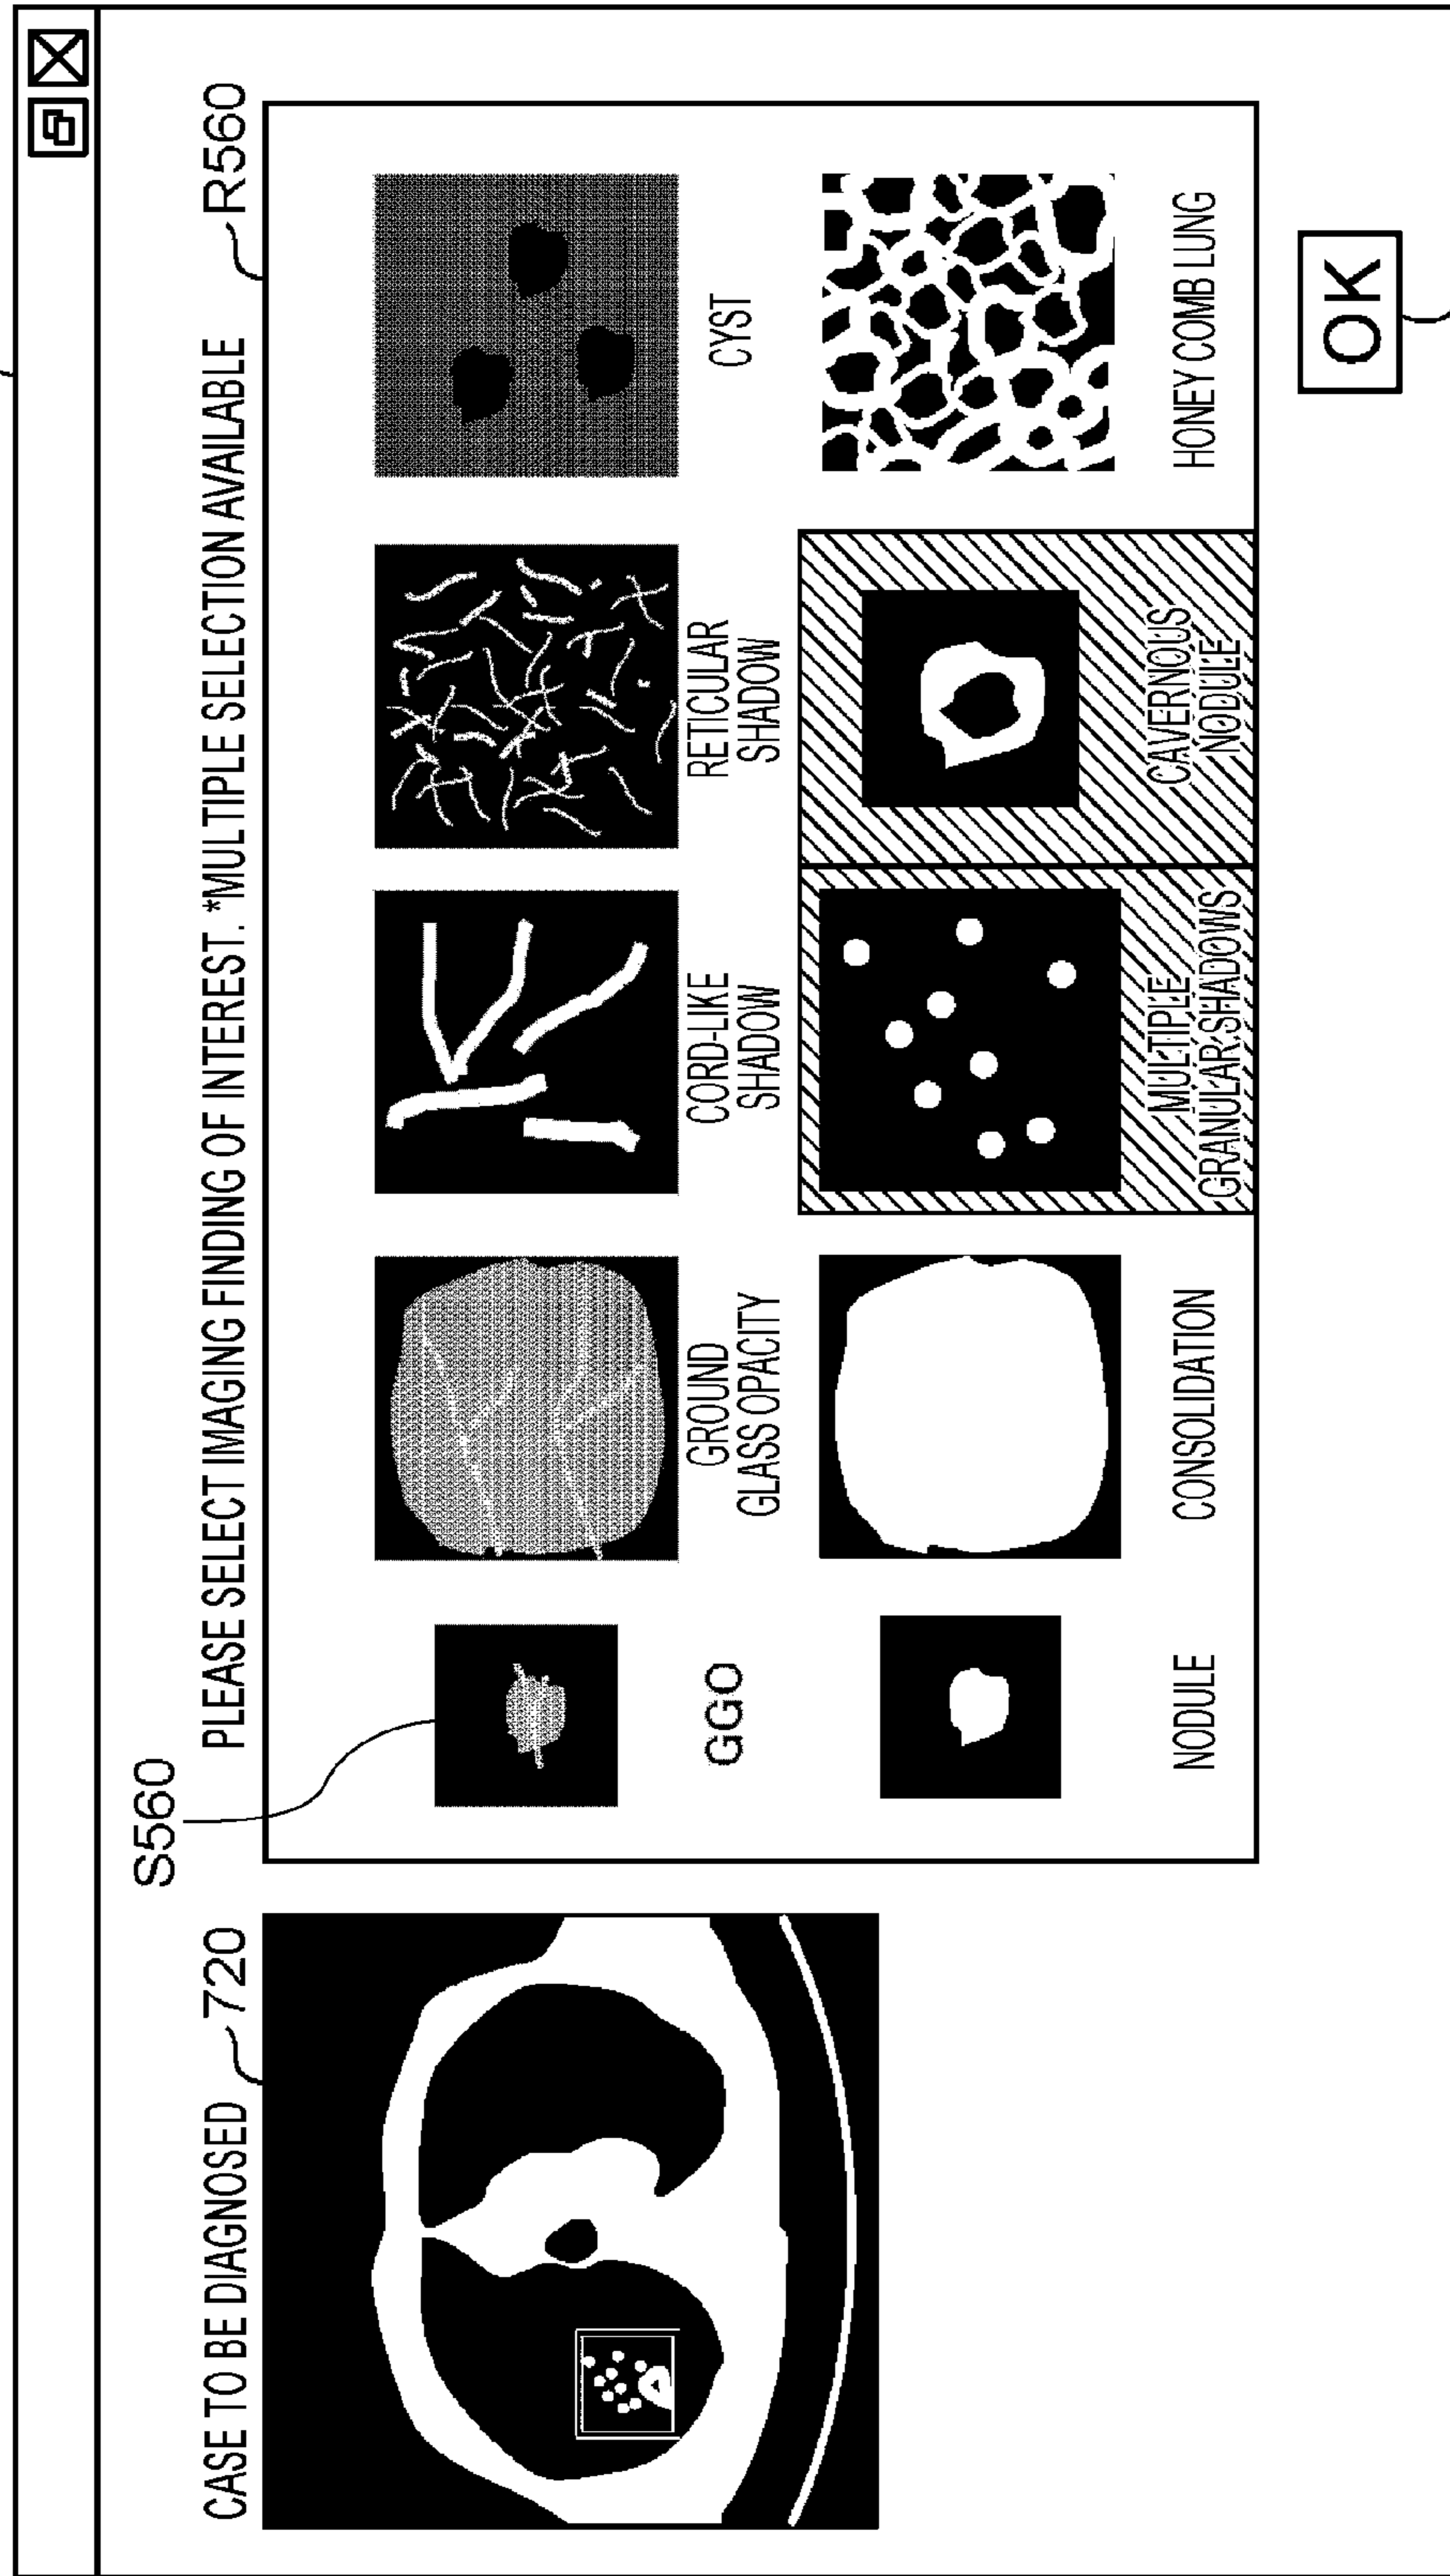 CASE TO BE DIAGNOSED
720
S560
PLEASE SELECT IMAGING FINDING OF INTEREST. *MULTIPLE SELECTION AVAILABLE
R560
GGO
GROUND
GLASS OPACITY
CORD-LIKE
SHADOW
RETICULAR
SHADOW
CYST
NODULE
CONSOLIDATION
MULTIPLE
GRANULAR SHADOWS
CAVERNOUS
NODULE
HONEY COMB LUNG
OK